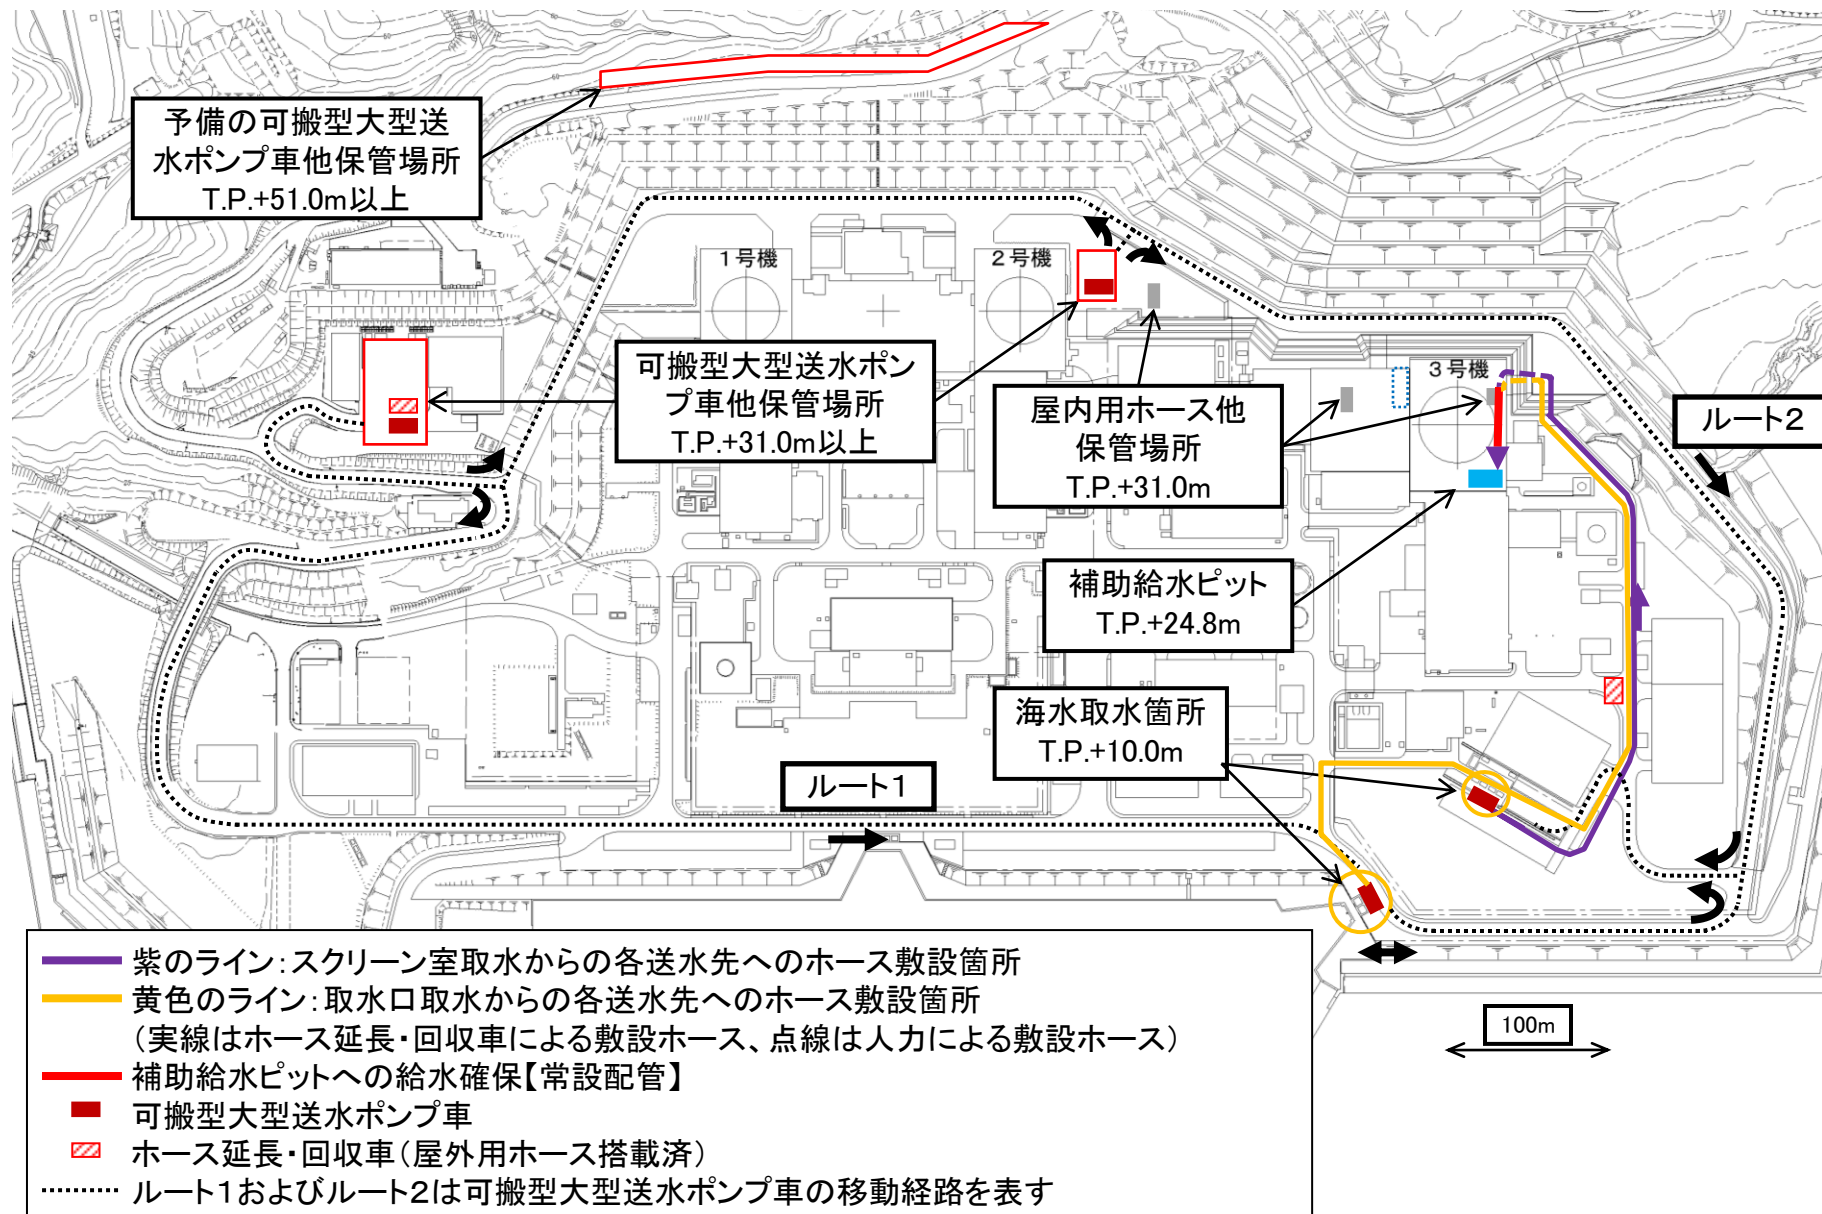 予備の可搬型大型送
水ポンプ車他保管場所
T.P.+51.0m以上
1号機
2号機
可搬型大型送水ポン
プ車他保管場所
T.P.+31.0m以上
屋内用ホース他
保管場所
T.P.+31.0m
3号機
ルート2
補助給水ピット
T.P.+24.8m
海水取水箇所
T.P.+10.0m
ルート1
紫のライン:スクリーン室取水からの各送水先へのホース敷設箇所
黄色のライン:取水口取水からの各送水先へのホース敷設箇所
(実線はホース延長・回収車による敷設ホース、点線は人力による敷設ホース)
補助給水ピットへの給水確保【常設配管】
可搬型大型送水ポンプ車
ホース延長・回収車(屋外用ホース搭載済)
ルート1およびルート2は可搬型大型送水ポンプ車の移動経路を表す
100m